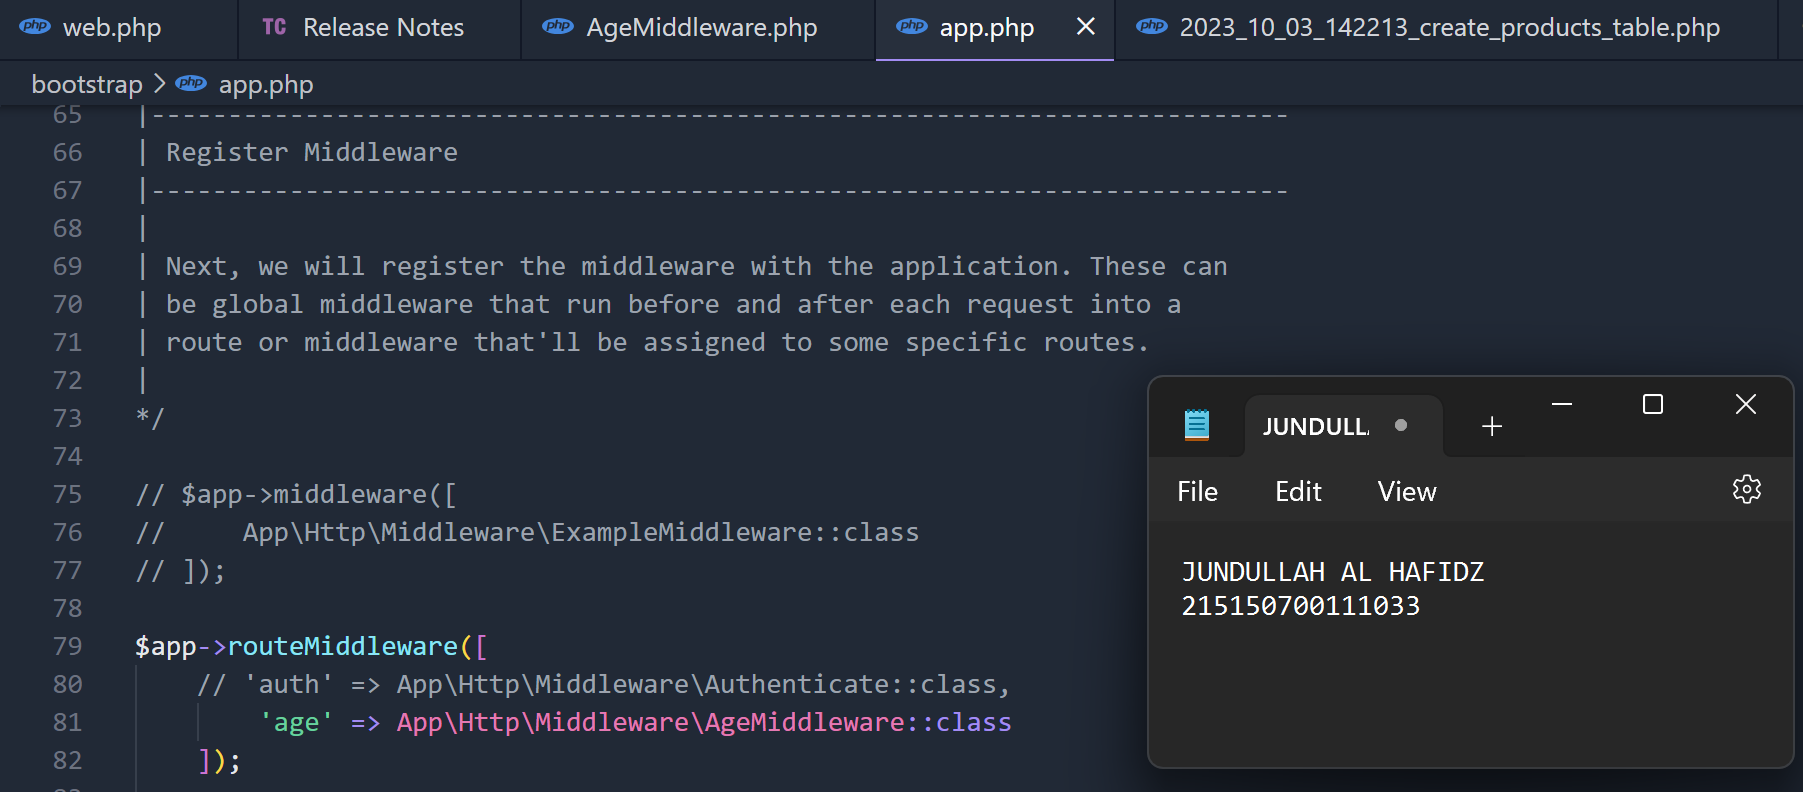 php web.php TC Release Notes php AgeMiddleware.php php app.php php 2023_10_03_142213_create_products_table.php
bootstrap > php app.php
65 |--------------------------------------------------------------------------
66 | Register Middleware
67 |--------------------------------------------------------------------------
68 |
69 | Next, we will register the middleware with the application. These can
70 | be global middleware that run before and after each request into a
71 | route or middleware that'll be assigned to some specific routes.
72 |
73 */
74
75 // $app->middleware([
76 //     App\Http\Middleware\ExampleMiddleware::class
77 // ]);
78
79 $app->routeMiddleware([
80     // 'auth' => App\Http\Middleware\Authenticate::class,
81         'age' => App\Http\Middleware\AgeMiddleware::class
82     ]);
JUNDULL
File Edit View
JUNDULLAH AL HAFIDZ
215150700111033